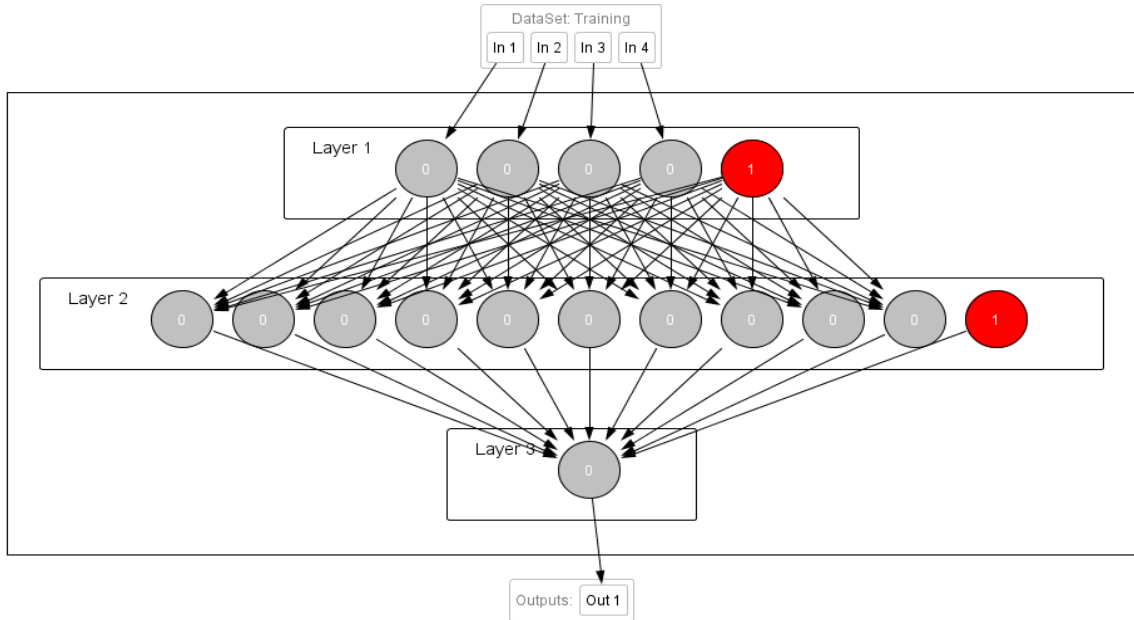 DataSet: Training
In 1 In 2 In 3 In 4
Layer 1
0 0 0 0 1
Layer 2
0 0 0 0 0 0 0 0 0 0 1
Layer 3
0
Outputs: Out 1